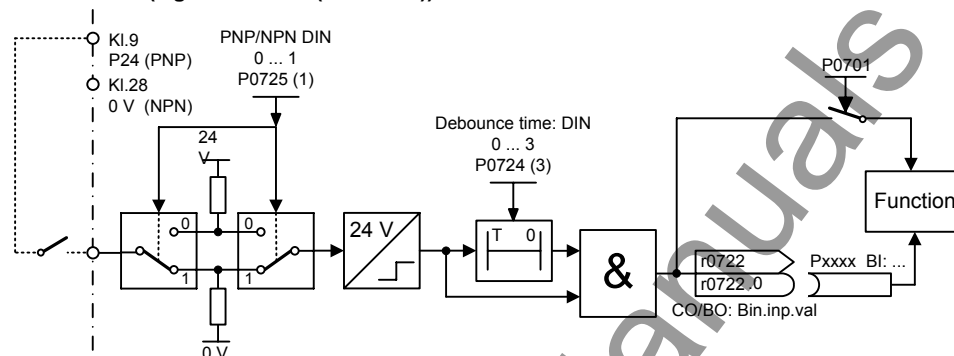 Kl.9
P24 (PNP)
Kl.28
0 V (NPN)
PNP/NPN DIN
0 ... 1
P0725 (1)
24
V
0
1
0
1
0 V
24 V
Debounce time: DIN
0 ... 3
P0724 (3)
T 0
&
P0701
Function
r0722
r0722.0
Pxxxx BI: ...
CO/BO: Bin.inp.val
anuals